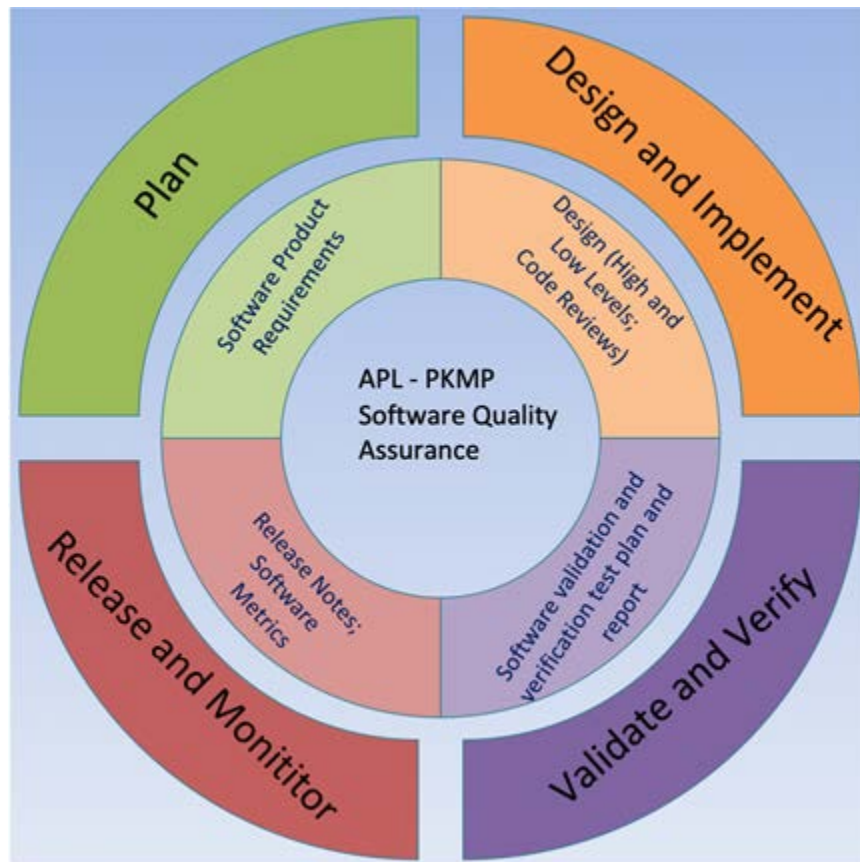 Plan
Design and Implement
Software Product
Requirements
Design (High and
Low Levels;
Code Reviews)
APL - PKMP
Software Quality
Assurance
Release Notes;
Software
Metrics
Software validation and
verification test plan and
report
Release and Monititor
Validate and Verify